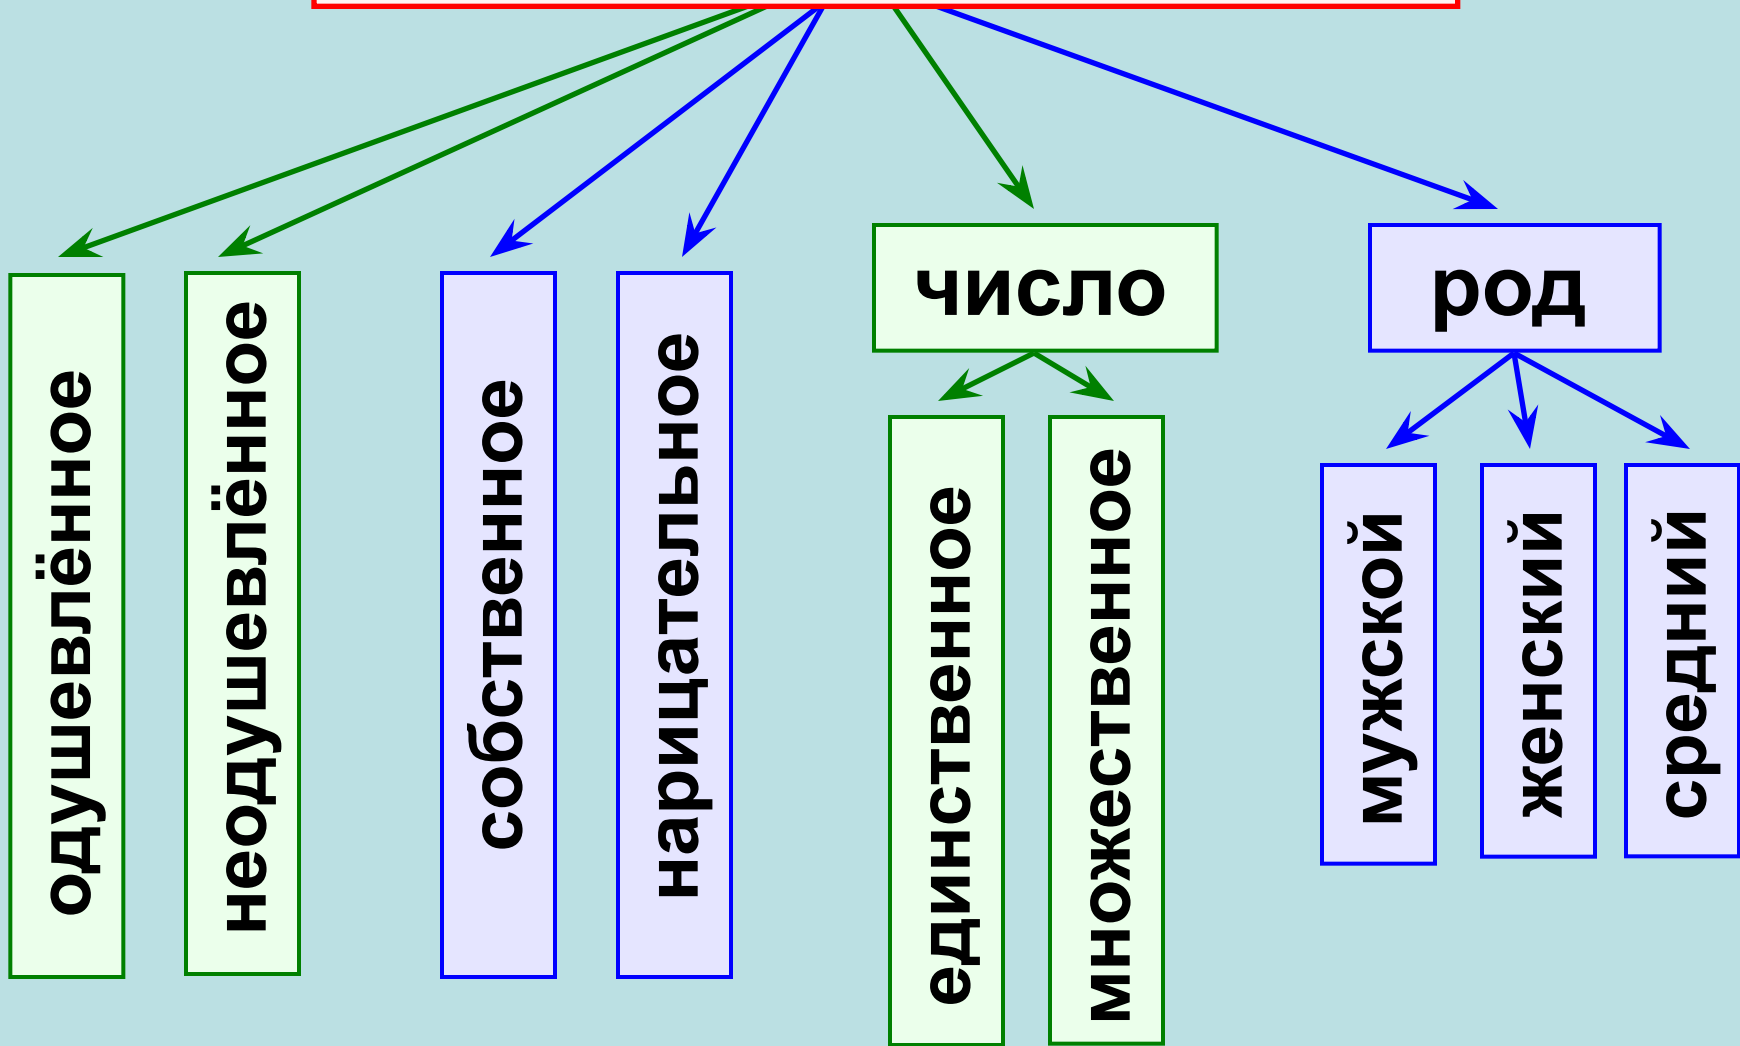 одушевлённое
неодушевлённое
собственное
нарицательное
число
единственное
множественное
род
мужской
женский
средний